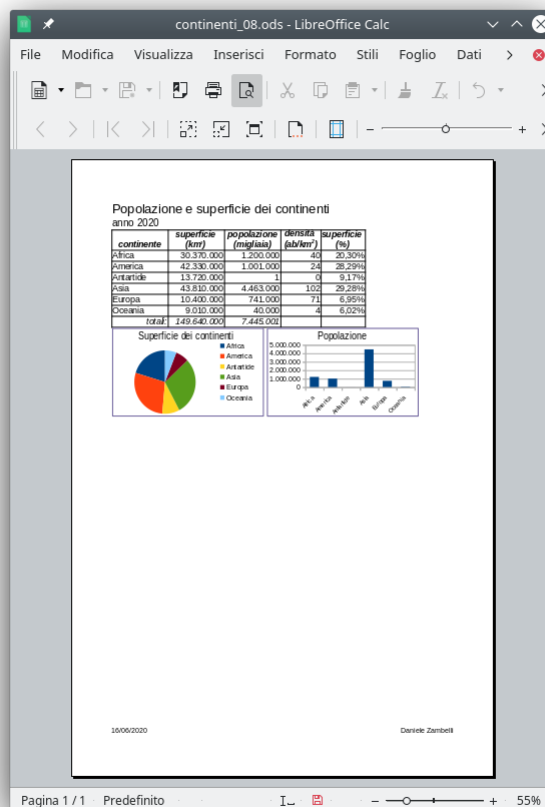 continenti_08.ods - LibreOffice Calc
File Modifica Visualizza Inserisci Formato Stili Foglio Dati
Popolazione e superficie dei continenti
anno 2020
continente superficie (km²) popolazione (migliaia) densità (ab/km²) superficie (%)
Africa 30.370.000 1.200.000 40 20,30%
America 42.330.000 1.001.000 24 28,29%
Antartide 13.720.000 1 0 9,17%
Asia 43.810.000 4.463.000 102 29,28%
Europa 10.400.000 741.000 71 6,95%
Oceania 9.010.000 40.000 4 6,02%
totali: 149.640.000 7.445.001
Superficie dei continenti
Africa
America
Antartide
Asia
Europa
Oceania
Popolazione
5.000.000
4.000.000
3.000.000
2.000.000
1.000.000
0
Africa America Antartide Asia Europa Oceania
16/06/2020 Daniele Zambelli
Pagina 1 / 1 Predefinito 55%